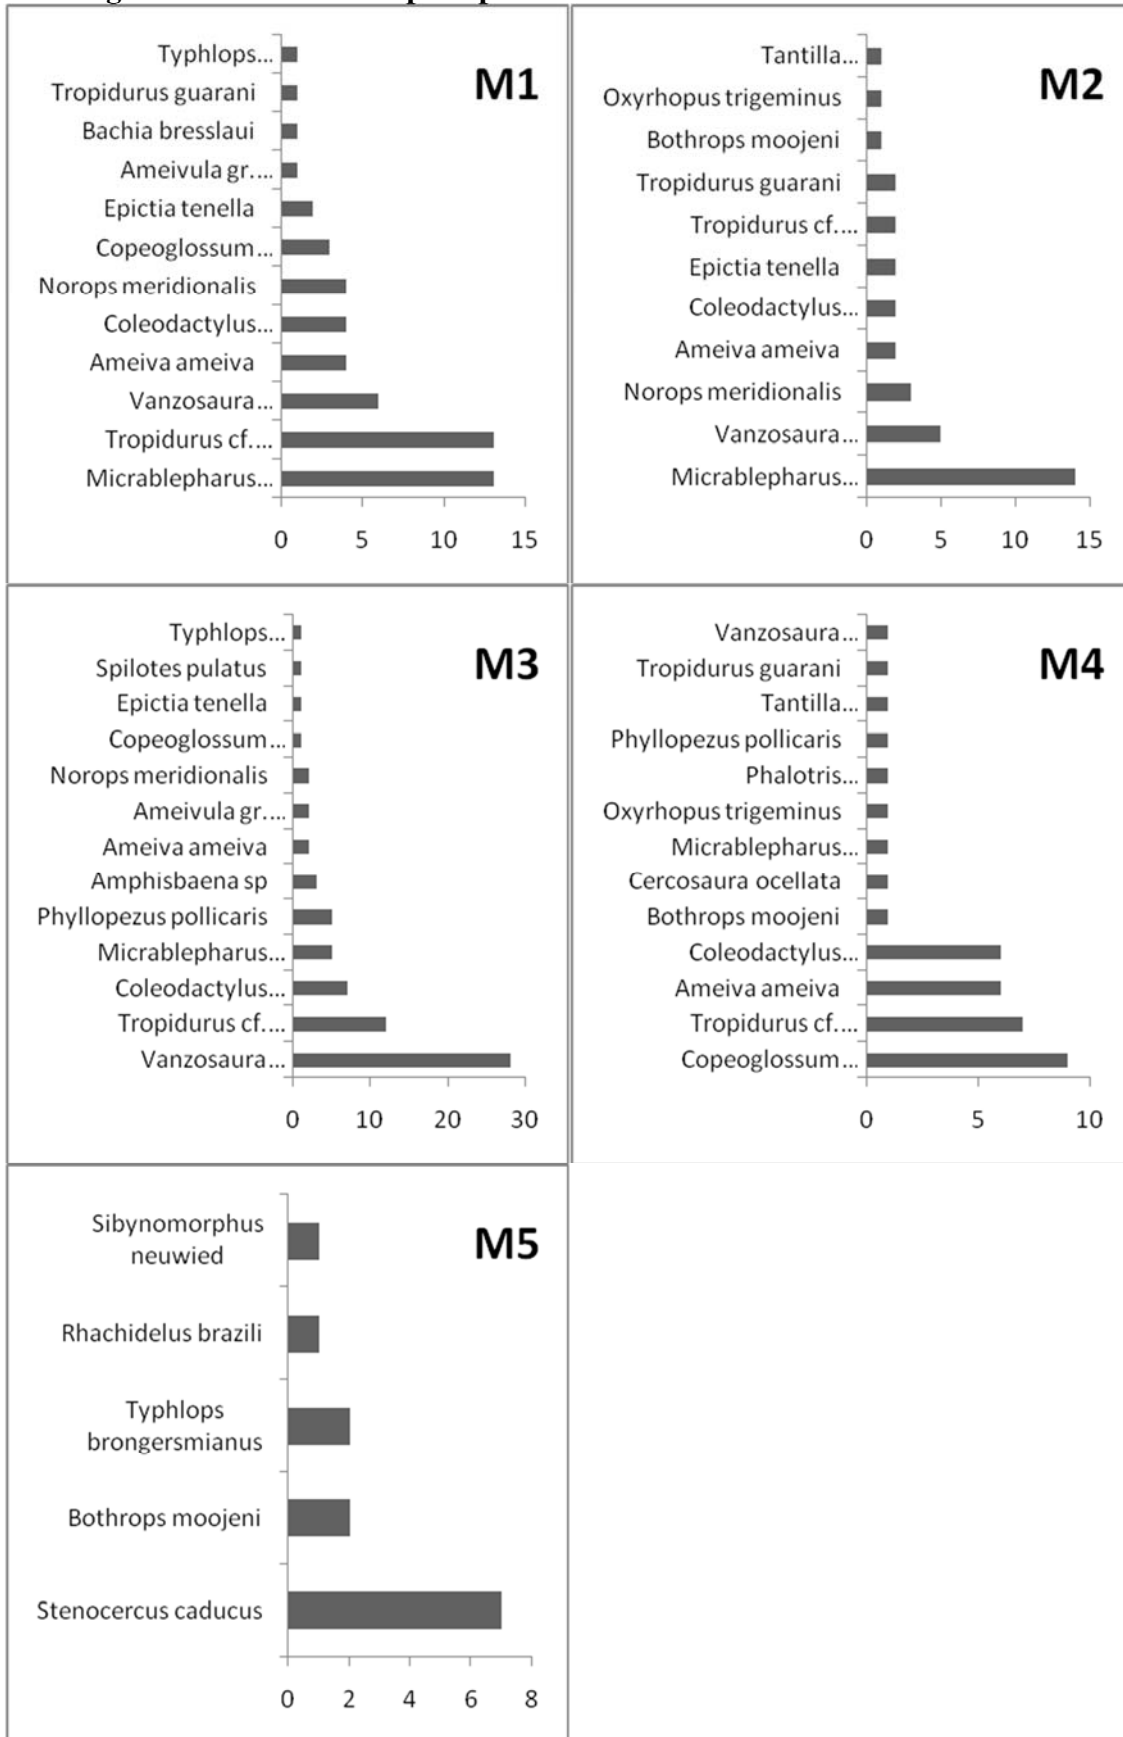 M1
Typhlops...
Tropidurus guarani
Bachia bresslaui
Ameivula gr....
Epictia tenella
Copeoglossum...
Norops meridionalis
Coleodactylus...
Ameiva ameiva
Vanzosaura...
Tropidurus cf....
Micrablepharus...
0 5 10 15
M2
Tantilla...
Oxyrhopus trigeminus
Bothrops moojeni
Tropidurus guarani
Tropidurus cf....
Epictia tenella
Coleodactylus...
Ameiva ameiva
Norops meridionalis
Vanzosaura...
Micrablepharus...
0 5 10 15
M3
Typhlops...
Spilotes pulatus
Epictia tenella
Copeoglossum...
Norops meridionalis
Ameivula gr....
Ameiva ameiva
Amphisbaena sp
Phyllopezus pollicaris
Micrablepharus...
Coleodactylus...
Tropidurus cf....
Vanzosaura...
0 10 20 30
M4
Vanzosaura...
Tropidurus guarani
Tantilla...
Phyllopezus pollicaris
Phalotris...
Oxyrhopus trigeminus
Micrablepharus...
Cercosaura ocellata
Bothrops moojeni
Coleodactylus...
Ameiva ameiva
Tropidurus cf....
Copeoglossum...
0 5 10
M5
Sibynomorphus
neuwied
Rhachidelus brazili
Typhlops
brongersmianus
Bothrops moojeni
Stenocercus caducus
0 2 4 6 8